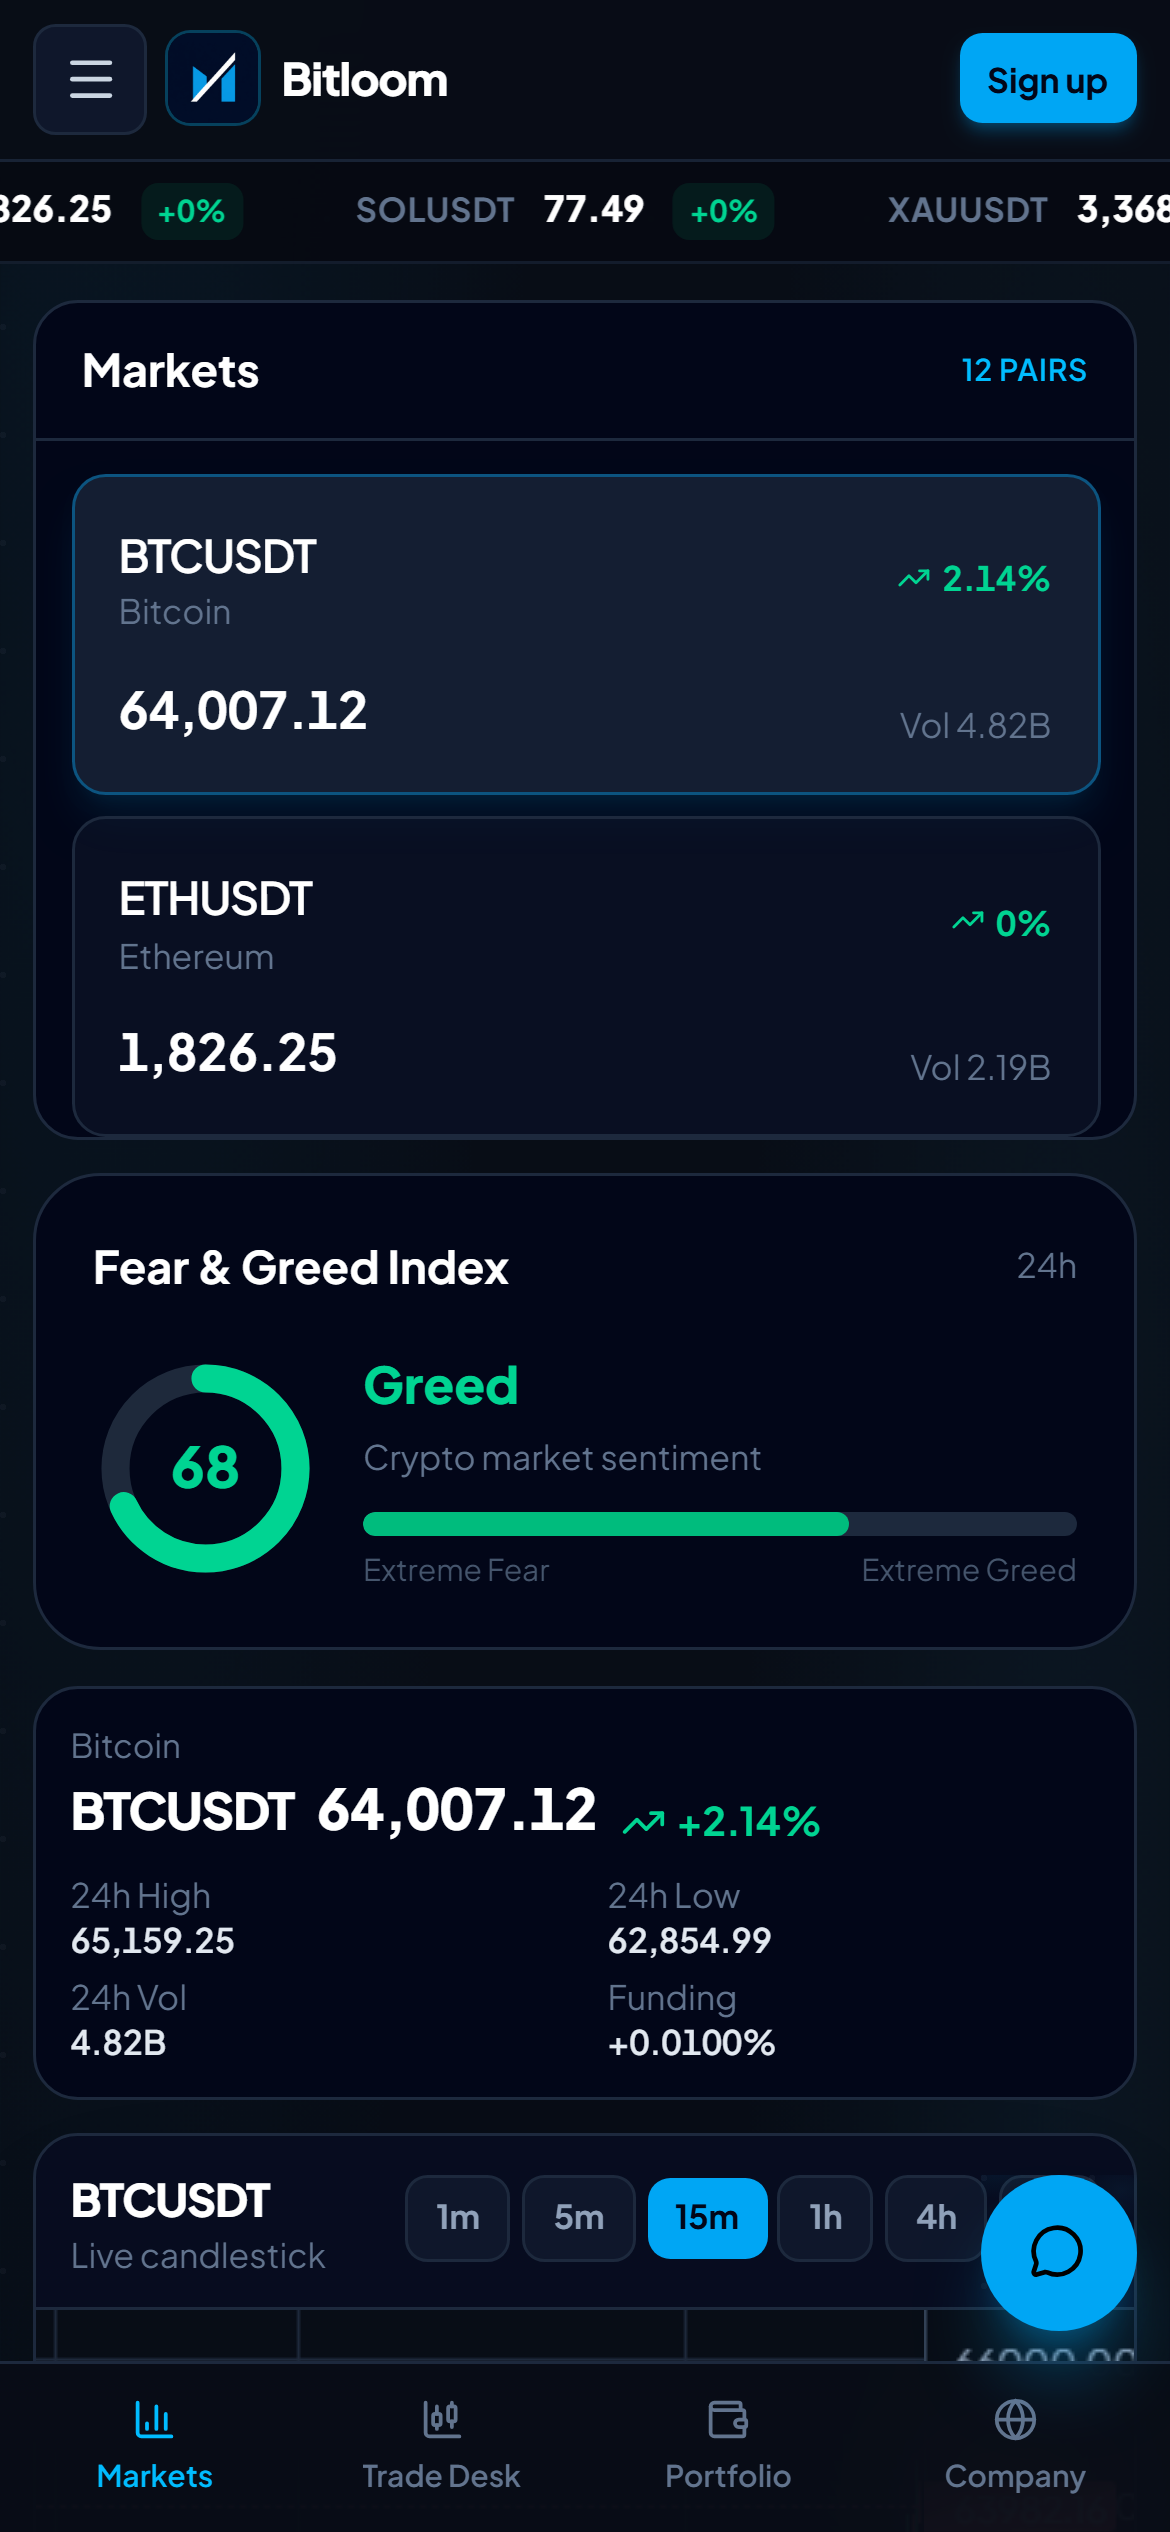 Bitloom
Sign up
826.25 +0% SOLUSDT 77.49 +0% XAUUSDT 3,368
Markets
12 PAIRS
BTCUSDT
2.14%
Bitcoin
64,007.12
Vol 4.82B
ETHUSDT
0%
Ethereum
1,826.25
Vol 2.19B
Fear & Greed Index
24h
68
Greed
Crypto market sentiment
Extreme Fear
Extreme Greed
Bitcoin
BTCUSDT 64,007.12 +2.14%
24h High
65,159.25
24h Low
62,854.99
24h Vol
4.82B
Funding
+0.0100%
BTCUSDT
Live candlestick
1m 5m 15m 1h 4h
Markets
Trade Desk
Portfolio
Company